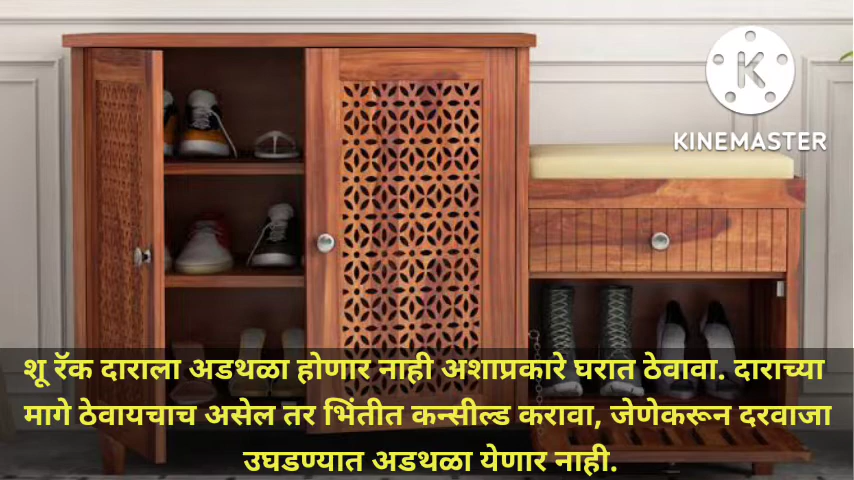 KINEMASTER
शू रॅक दाराला अडथळा होणार नाही अशाप्रकारे घरात ठेवावा. दाराच्या
मागे ठेवायचाच असेल तर भिंतीत कन्सील्ड करावा, जेणेकरून दरवाजा
उघडण्यात अडथळा येणार नाही.